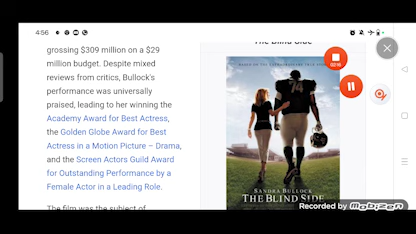 4:56
grossing $309 million on a $29
million budget. Despite mixed
reviews from critics, Bullock's
performance was universally
praised, leading to her winning the
Academy Award for Best Actress,
the Golden Globe Award for Best
Actress in a Motion Picture – Drama,
and the Screen Actors Guild Award
for Outstanding Performance by a
Female Actor in a Leading Role.
The film was the subject of
The Blind Side
74
SANDRA BULLOCK
THE BLIND SIDE
Recorded by Mobizen